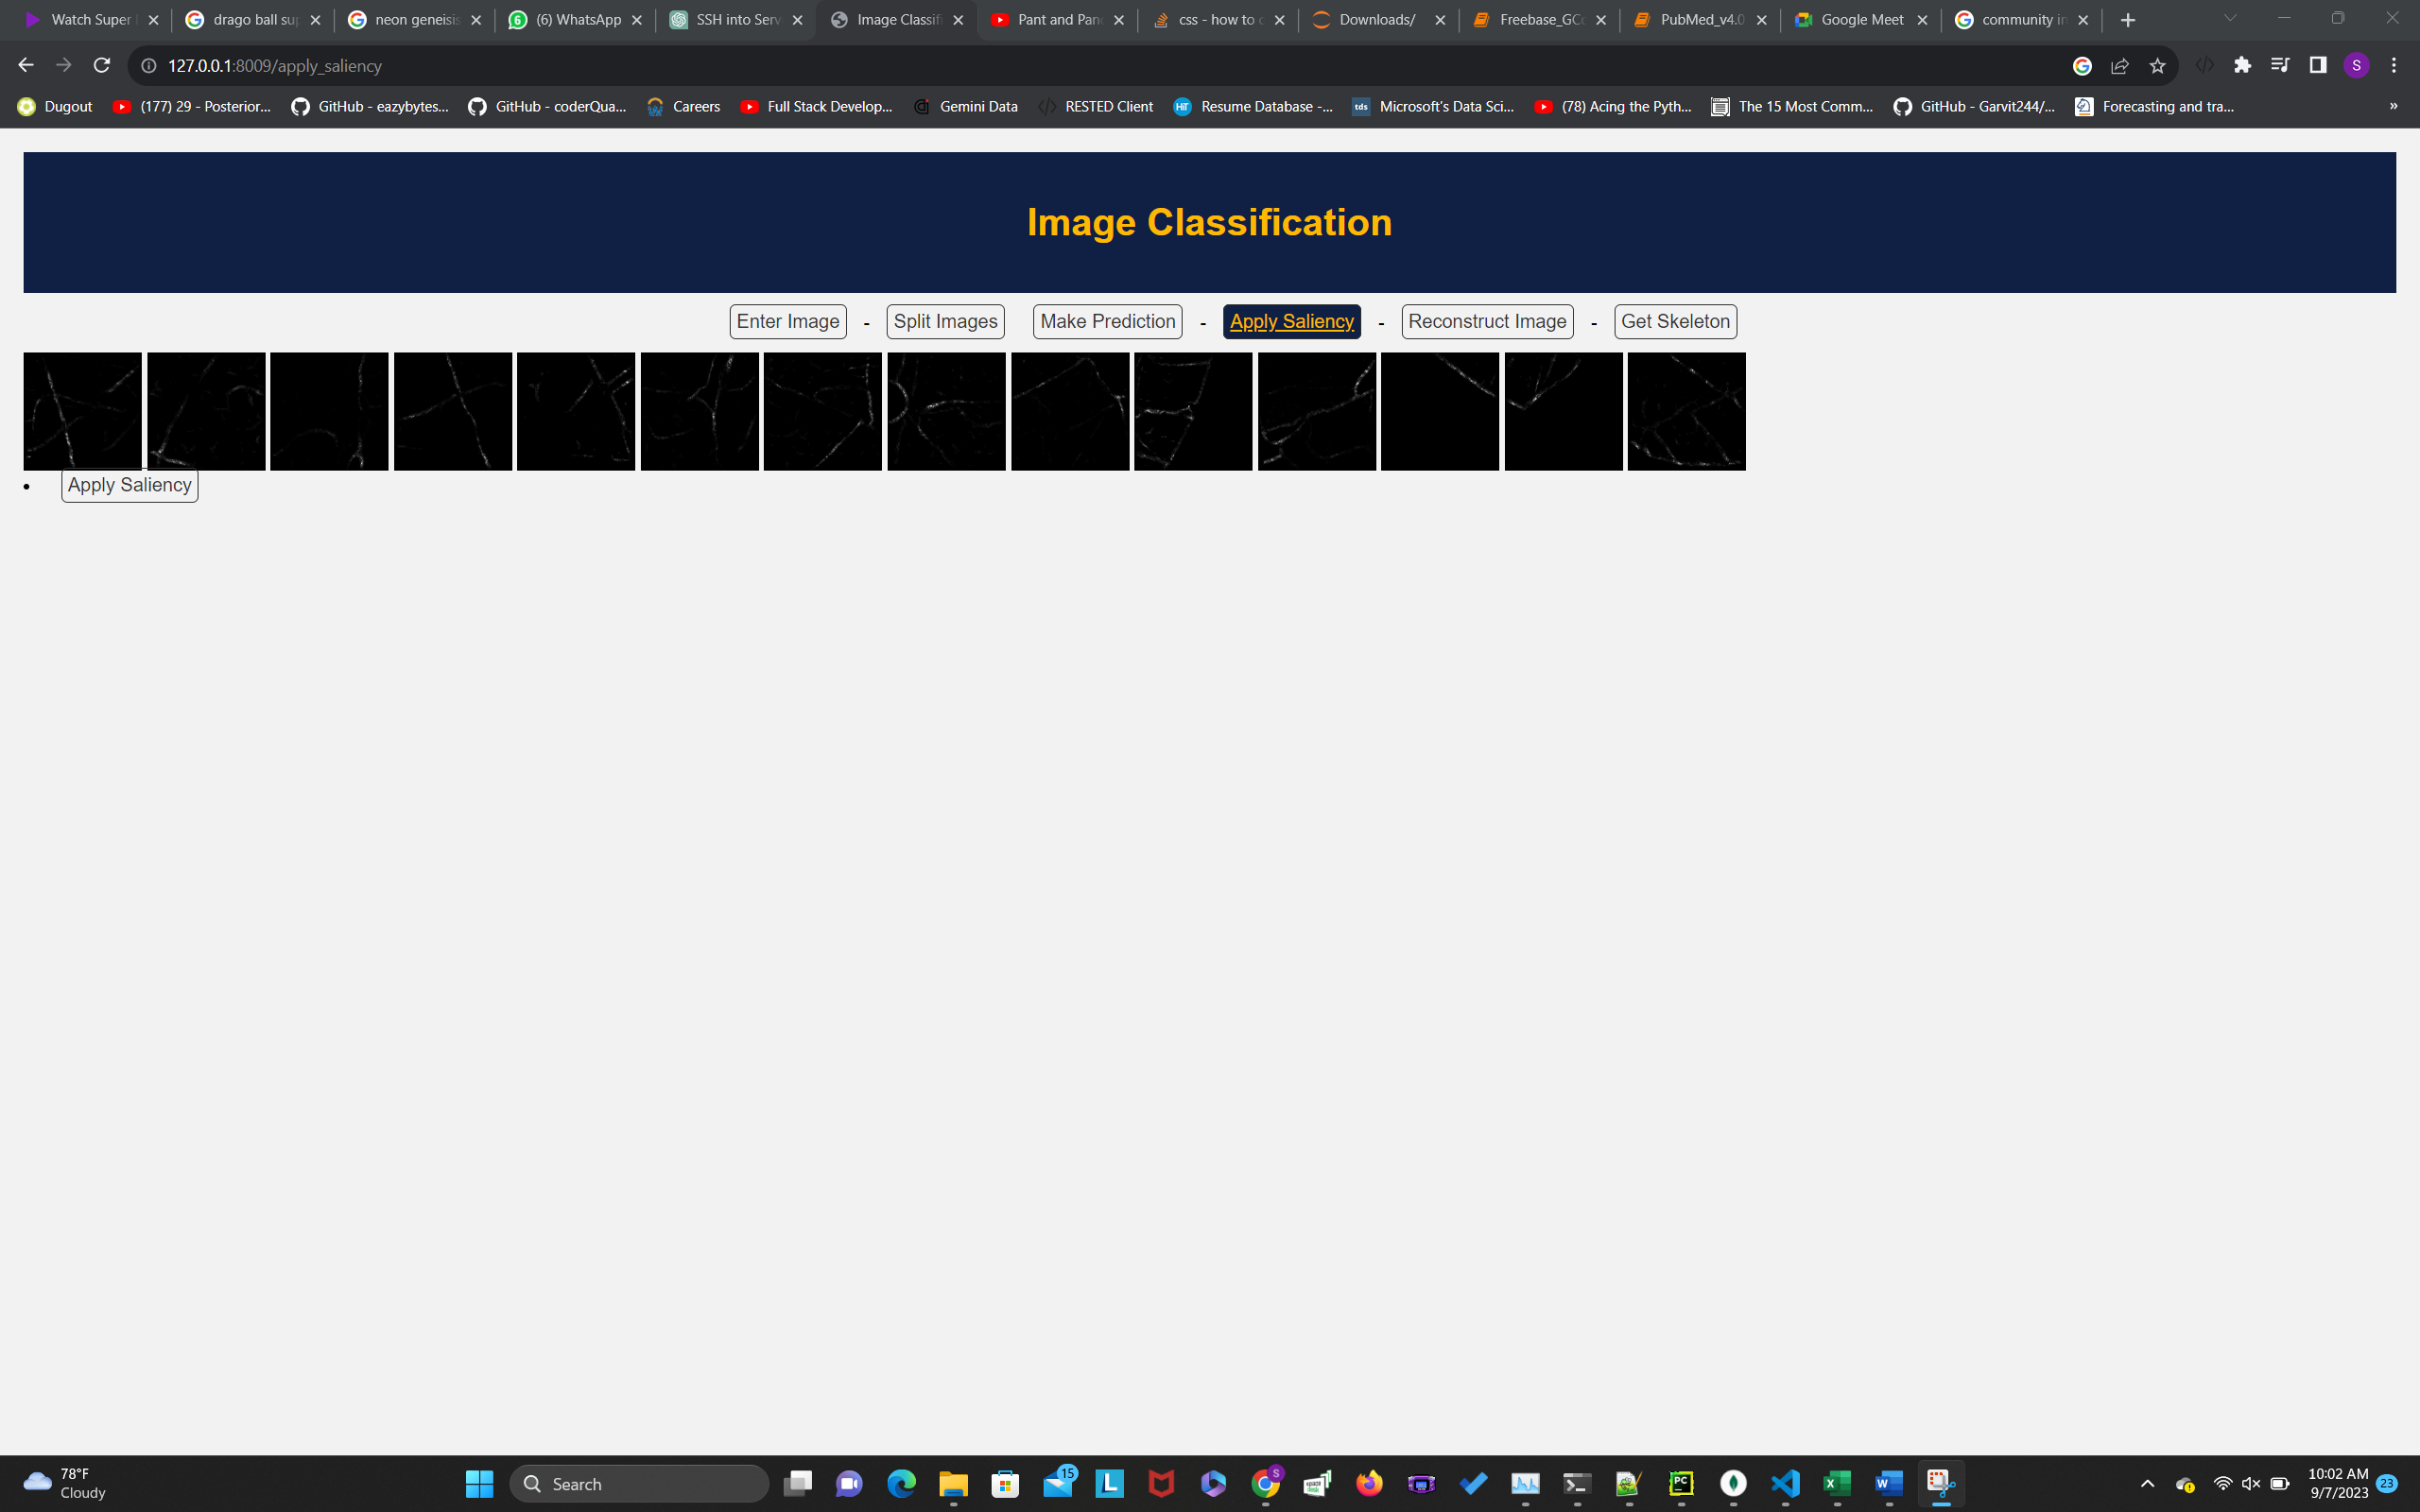 Watch Super
drago ball su
neon geneisis
(6) WhatsApp
SSH into Serv
Image Classifi
Pant and Pan
css - how to c
Downloads/
Freebase_GC
PubMed_v4.0
Google Meet
community in
127.0.0.1:8009/apply_saliency
S
Dugout
(177) 29 - Posterior...
GitHub - eazybytes...
GitHub - coderQua...
Careers
Full Stack Develop...
Gemini Data
RESTED Client
Resume Database -...
Microsoft's Data Sci...
(78) Acing the Pyth...
The 15 Most Comm...
GitHub - Garvit244/...
Forecasting and tra...
»
Image Classification
Enter Image - Split Images Make Prediction - Apply Saliency - Reconstruct Image - Get Skeleton
• Apply Saliency
78°F
Cloudy
Search
15
10:02 AM
9/7/2023
23